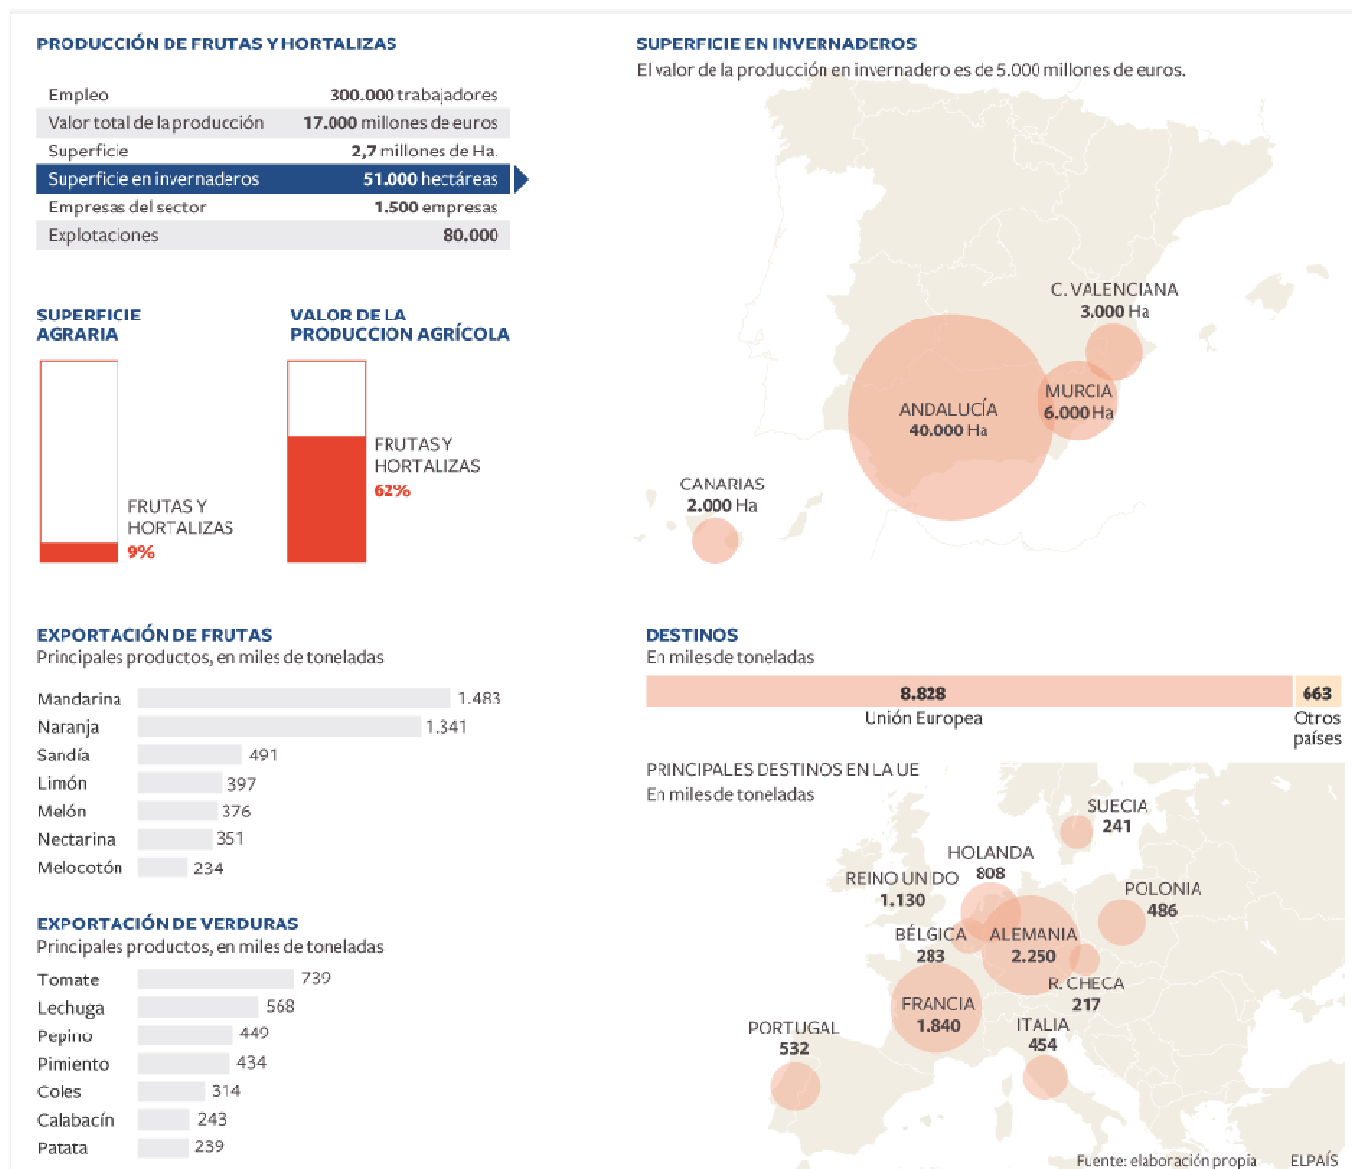 PRODUCCIÓN DE FRUTAS Y HORTALIZAS
Empleo 300.000 trabajadores
Valor total de la producción 17.000 millones de euros
Superficie 2,7 millones de Ha.
Superficie en invernaderos 51.000 hectáreas
Empresas del sector 1.500 empresas
Explotaciones 80.000
SUPERFICIE
AGRARIA
FRUTAS Y
HORTALIZAS
9%
VALOR DE LA
PRODUCCION AGRÍCOLA
FRUTAS Y
HORTALIZAS
62%
SUPERFICIE EN INVERNADEROS
El valor de la producción en invernadero es de 5.000 millones de euros.
C. VALENCIANA
3.000 Ha
MURCIA
6.000 Ha
ANDALUCÍA
40.000 Ha
CANARIAS
2.000 Ha
EXPORTACIÓN DE FRUTAS
Principales productos, en miles de toneladas
Mandarina 1.483
Naranja 1.341
Sandía 491
Limón 397
Melón 376
Nectarina 351
Melocotón 234
EXPORTACIÓN DE VERDURAS
Principales productos, en miles de toneladas
Tomate 739
Lechuga 568
Pepino 449
Pimiento 434
Coles 314
Calabacín 243
Patata 239
DESTINOS
En miles de toneladas
8.828
Unión Europea
663
Otros
países
PRINCIPALES DESTINOS EN LA UE
En miles de toneladas
SUECIA
241
HOLANDA
808
REINO UNIDO
1.130
POLONIA
486
BÉLGICA
283
ALEMANIA
2.250
R. CHECA
217
FRANCIA
1.840
ITALIA
454
PORTUGAL
532
Fuente: elaboración propia EL PAÍS